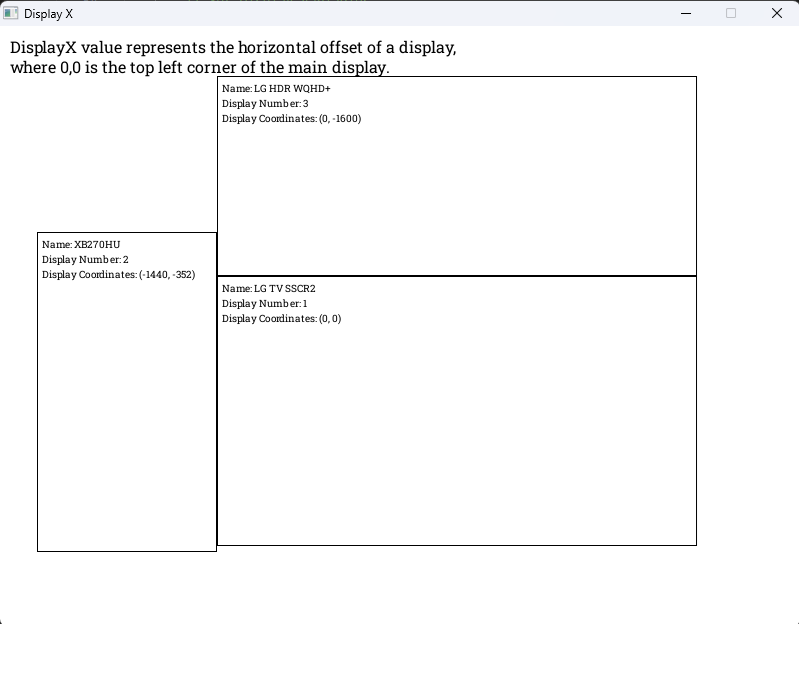 Display X
DisplayX value represents the horizontal offset of a display,
where 0,0 is the top left corner of the main display.
Name: LG HDR WQHD+
Display Number: 3
Display Coordinates: (0, -1600)
Name: XB270HU
Display Number: 2
Display Coordinates: (-1440, -352)
Name: LG TV SSCR2
Display Number: 1
Display Coordinates: (0, 0)